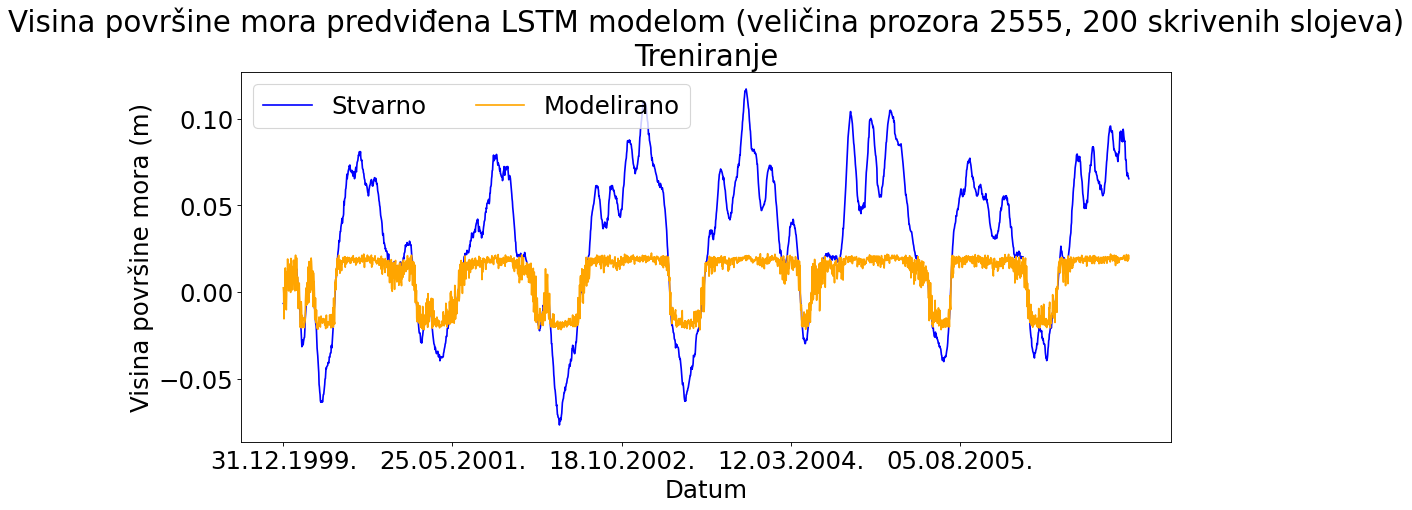 Visina površine mora predviđena LSTM modelom (veličina prozora 2555, 200 skrivenih slojeva)
Treniranje
Stvarno Modelirano
Visina površine mora (m)
0.10
0.05
0.00
−0.05
31.12.1999. 25.05.2001. 18.10.2002. 12.03.2004. 05.08.2005.
Datum